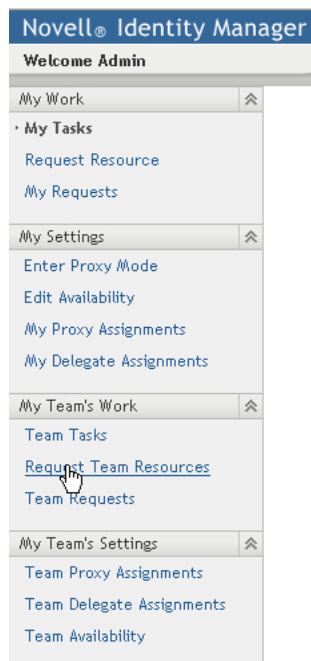 Novell® Identity Manager
Welcome Admin
My Work
My Tasks
Request Resource
My Requests
My Settings
Enter Proxy Mode
Edit Availability
My Proxy Assignments
My Delegate Assignments
My Team's Work
Team Tasks
Request Team Resources
Team Requests
My Team's Settings
Team Proxy Assignments
Team Delegate Assignments
Team Availability